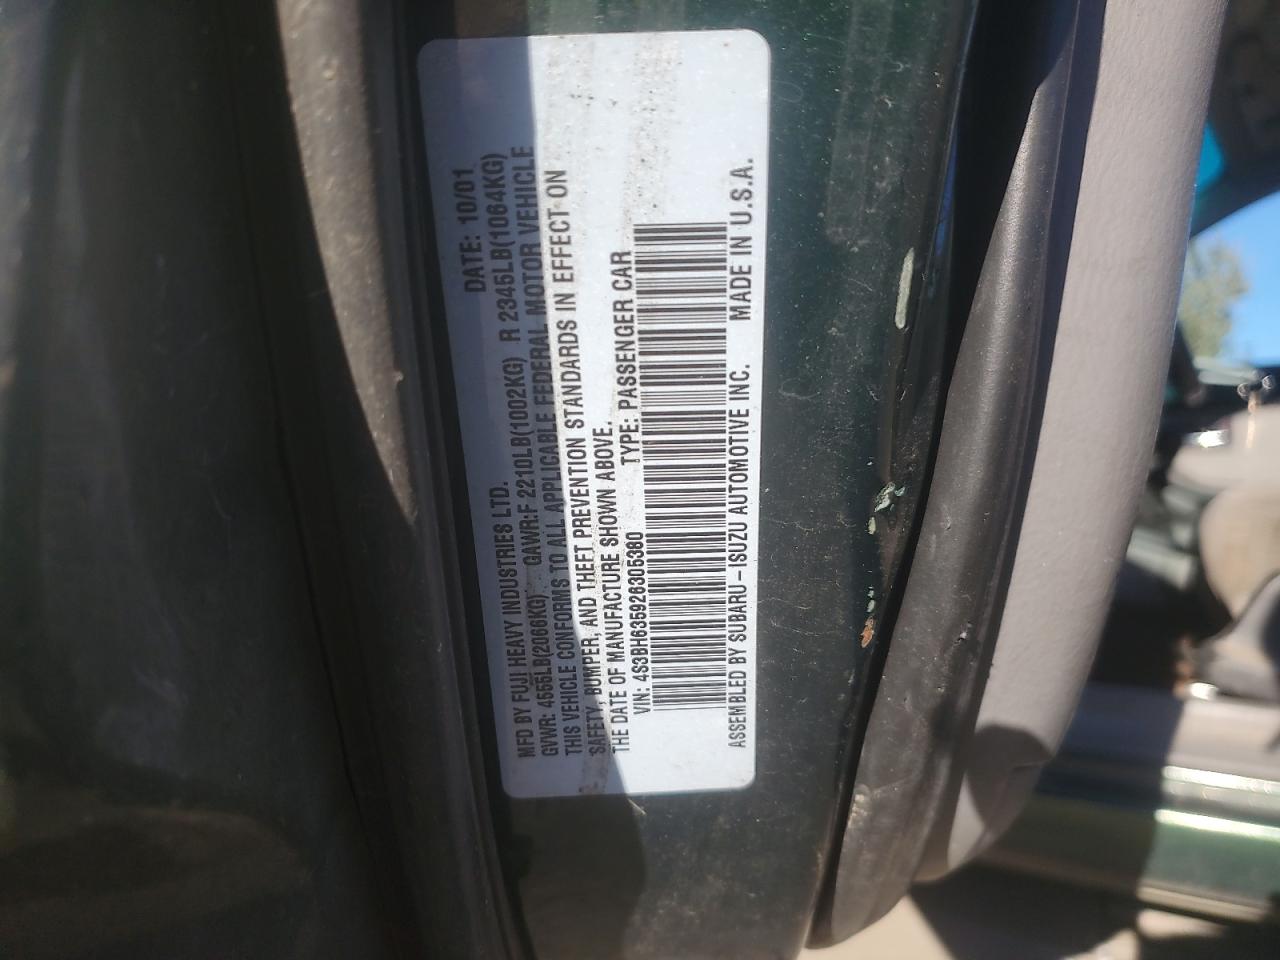 MFD BY FUJI HEAVY INDUSTRIES LTD. DATE: 10/01
GVWR: 4555LB(2066KG) GAWR:F 2210LB(1002KG) R 2345LB(1064KG)
THIS VEHICLE CONFORMS TO ALL APPLICABLE FEDERAL MOTOR VEHICLE
SAFETY, BUMPER, AND THEFT PREVENTION STANDARDS IN EFFECT ON
THE DATE OF MANUFACTURE SHOWN ABOVE.
VIN: 4S3BH635926305380 TYPE: PASSENGER CAR
ASSEMBLED BY SUBARU-ISUZU AUTOMOTIVE INC. MADE IN U.S.A.